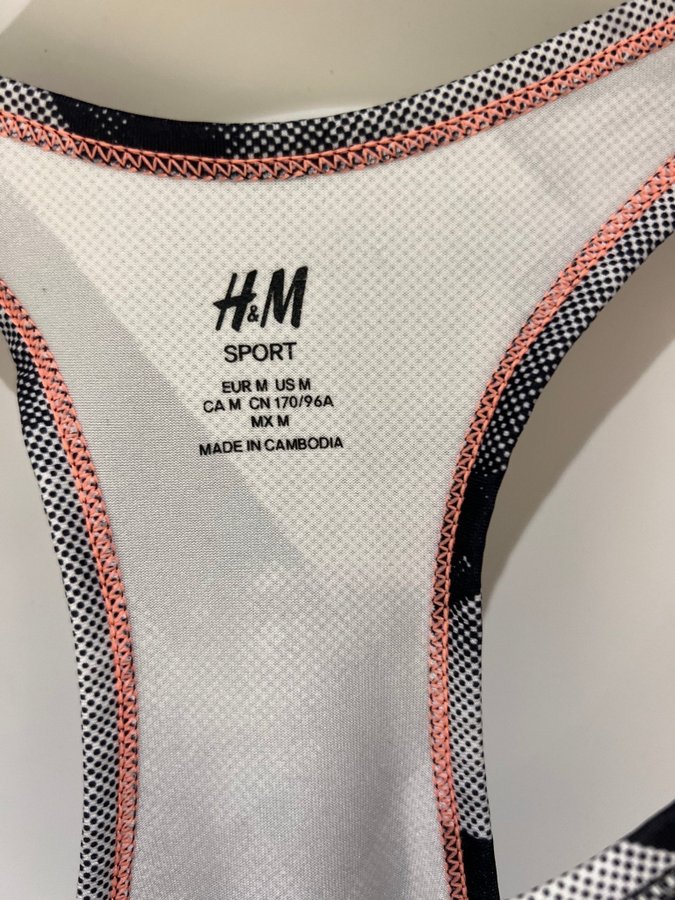 H&M
SPORT
EUR M US M
CA M CN 170/96A
MX M
MADE IN CAMBODIA